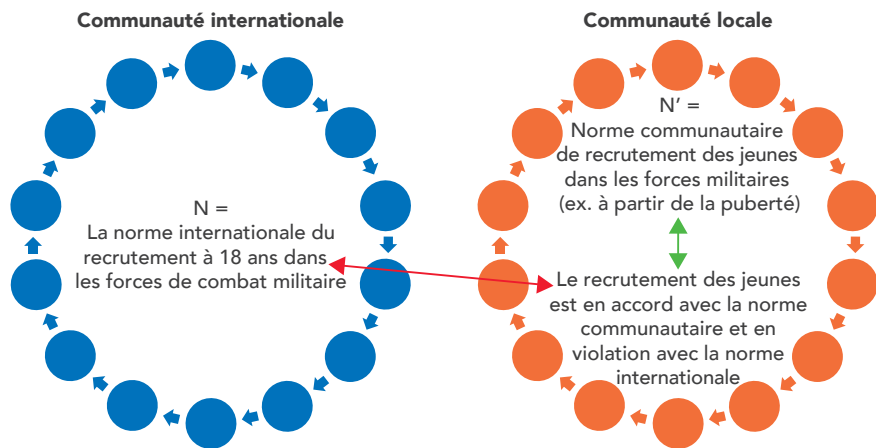 Communauté internationale
N =
La norme internationale du
recrutement à 18 ans dans
les forces de combat militaire
Communauté locale
N’ =
Norme communautaire
de recrutement des jeunes
dans les forces militaires
(ex. à partir de la puberté)
Le recrutement des jeunes
est en accord avec la norme
communautaire et en
violation avec la norme
internationale